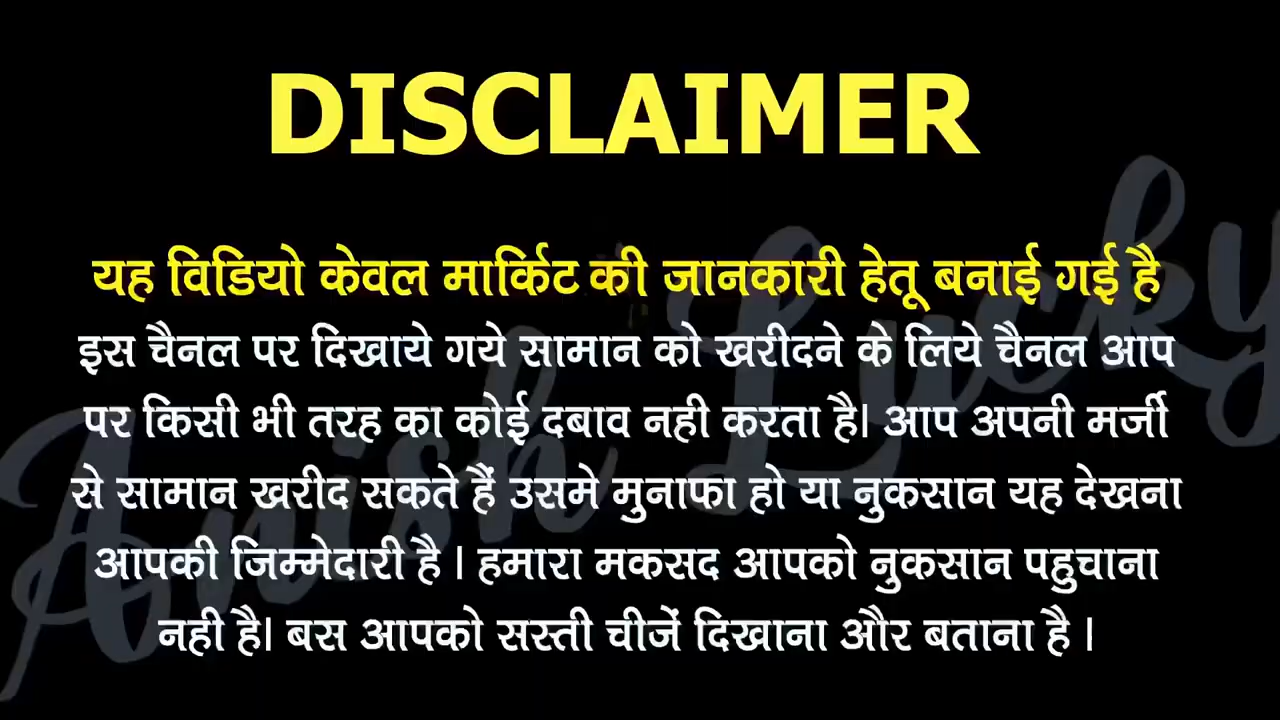 DISCLAIMER
यह विडियो केवल मार्किट की जानकारी हेतू बनाई गई है
इस चैनल पर दिखाये गये सामान को खरीदने के लिये चैनल आप
पर किसी भी तरह का कोई दबाव नही करता है। आप अपनी मर्जी
से सामान खरीद सकते हैं उसमे मुनाफा हो या नुकसान यह देखना
आपकी जिम्मेदारी है । हमारा मकसद आपको नुकसान पहुचाना
नही है। बस आपको सस्ती चीजें दिखाना और बताना है ।
Anish Lucky